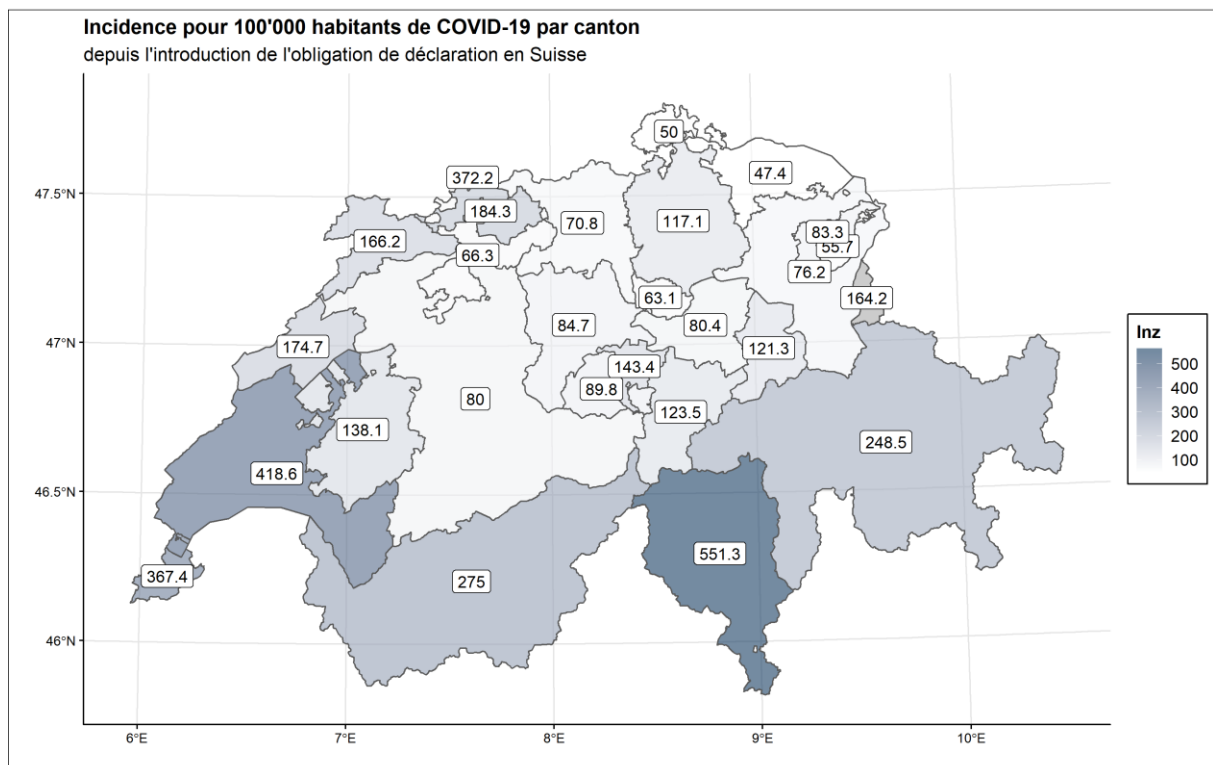 Incidence pour 100'000 habitants de COVID-19 par canton
depuis l'introduction de l'obligation de déclaration en Suisse
50
47.5°N
372.2
47.4
184.3
70.8
117.1
83.3
55.7
166.2
66.3
76.2
63.1
164.2
84.7
80.4
47°N
174.7
121.3
143.4
89.8
80
123.5
138.1
248.5
46.5°N
418.6
551.3
367.4
275
46°N
6°E
7°E
8°E
9°E
10°E
Inz
500
400
300
200
100